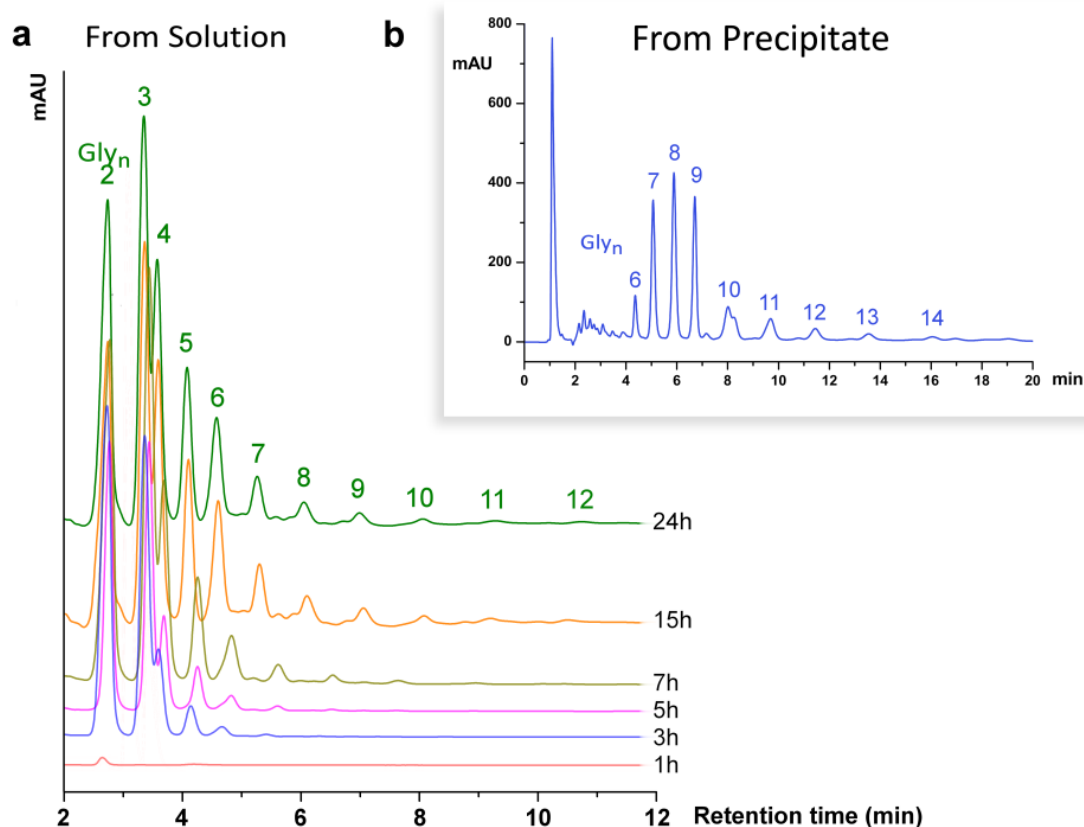 a From Solution
mAU
Gly_n
2
3
4
5
6
7
8
9
10
11
12
24h
15h
7h
5h
3h
1h
2 4 6 8 10 12
Retention time (min)
b From Precipitate
mAU
800
600
400
200
0
Gly_n
6
7
8
9
10
11
12
13
14
0 2 4 6 8 10 12 14 16 18 20
min